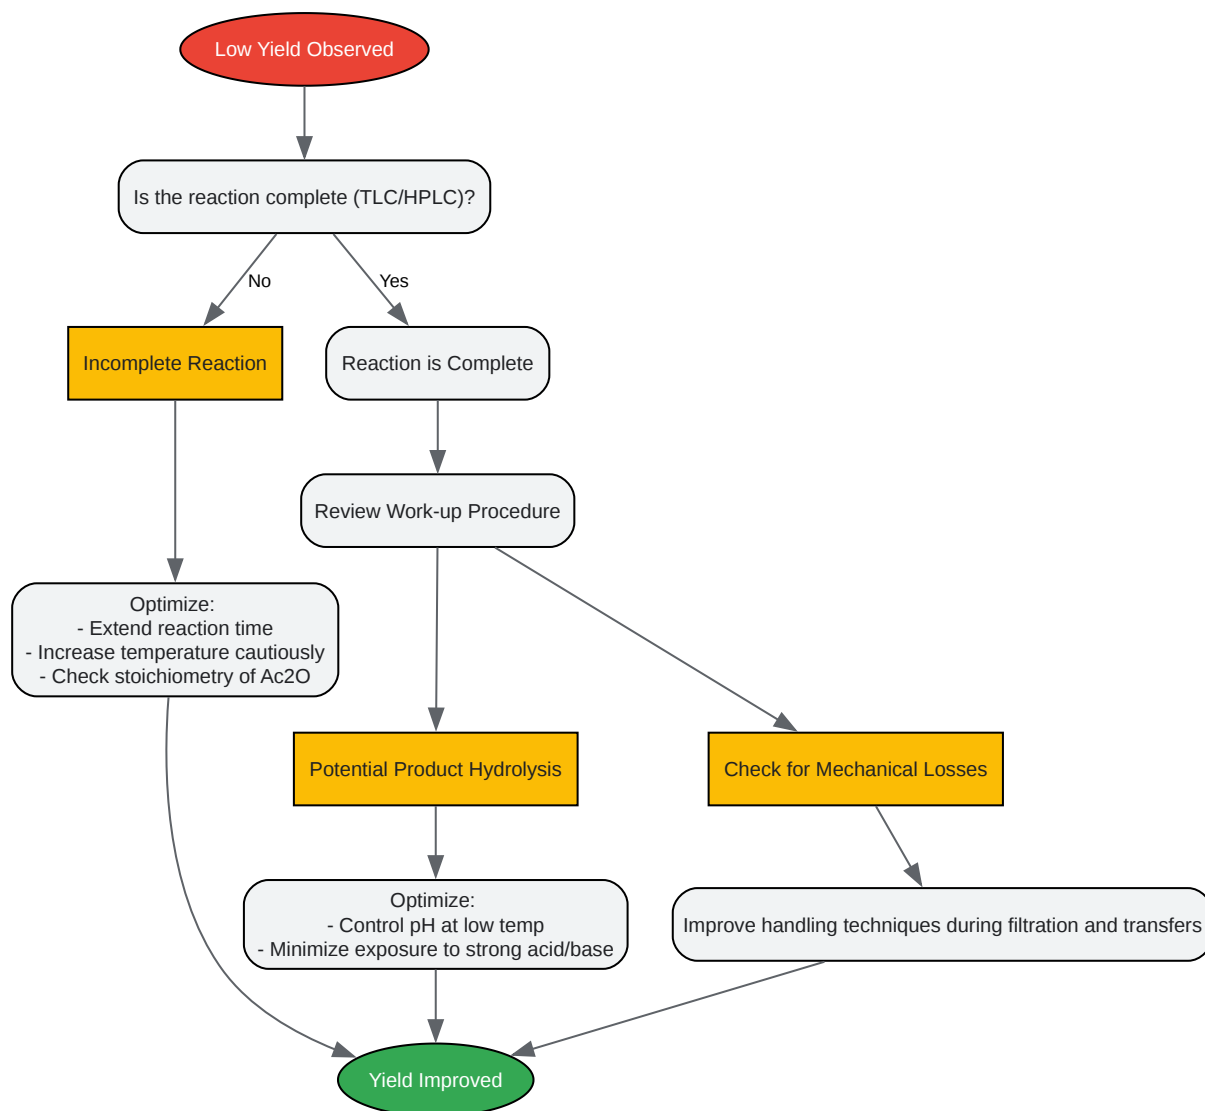 Low Yield Observed
Is the reaction complete (TLC/HPLC)?
No
Yes
Incomplete Reaction
Reaction is Complete
Review Work-up Procedure
Optimize:
- Extend reaction time
- Increase temperature cautiously
- Check stoichiometry of Ac2O
Potential Product Hydrolysis
Check for Mechanical Losses
Optimize:
- Control pH at low temp
- Minimize exposure to strong acid/base
Improve handling techniques during filtration and transfers
Yield Improved